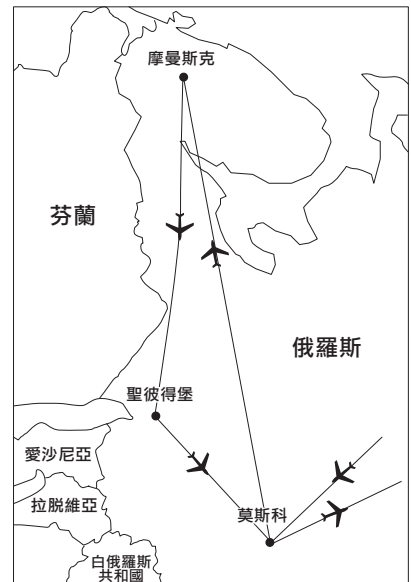 摩曼斯克
芬蘭
俄羅斯
聖彼得堡
愛沙尼亞
拉脫維亞
莫斯科
白俄羅斯
共和國